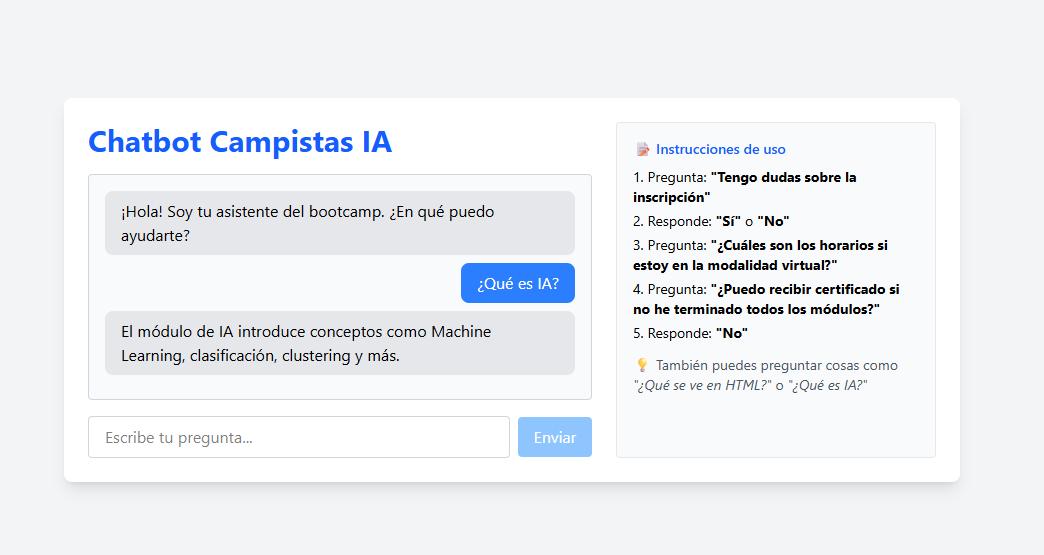 Chatbot Campistas IA
¡Hola! Soy tu asistente del bootcamp. ¿En qué puedo
ayudarte?
¿Qué es IA?
El módulo de IA introduce conceptos como Machine
Learning, clasificación, clustering y más.
Escribe tu pregunta...
Enviar
📝 Instrucciones de uso
1. Pregunta: "Tengo dudas sobre la
inscripción"
2. Responde: "Sí" o "No"
3. Pregunta: "¿Cuáles son los horarios si
estoy en la modalidad virtual?"
4. Pregunta: "¿Puedo recibir certificado si
no he terminado todos los módulos?"
5. Responde: "No"
💡 También puedes preguntar cosas como
"¿Qué se ve en HTML?" o "¿Qué es IA?"